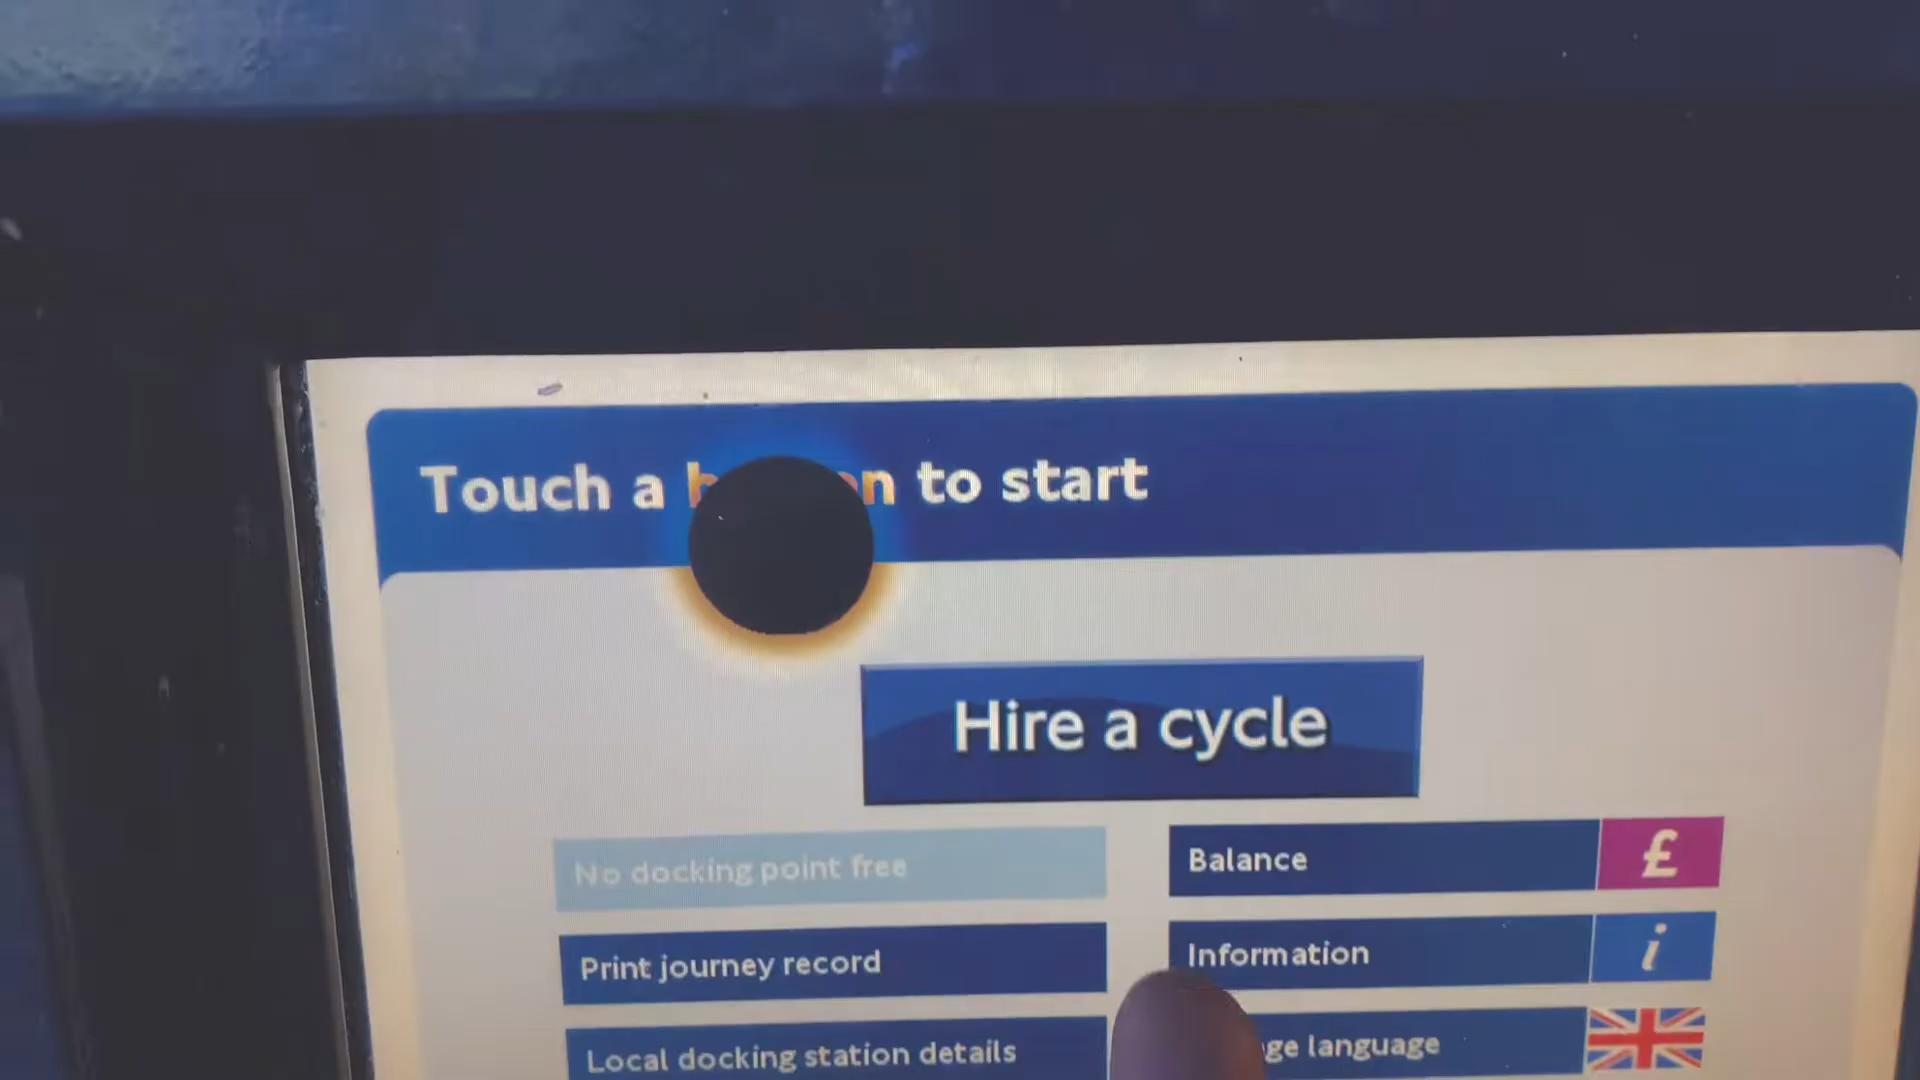 Touch a to start
Hire a cycle
No docking point free
Balance
£
Print journey record
Information
i
Local docking station details
language